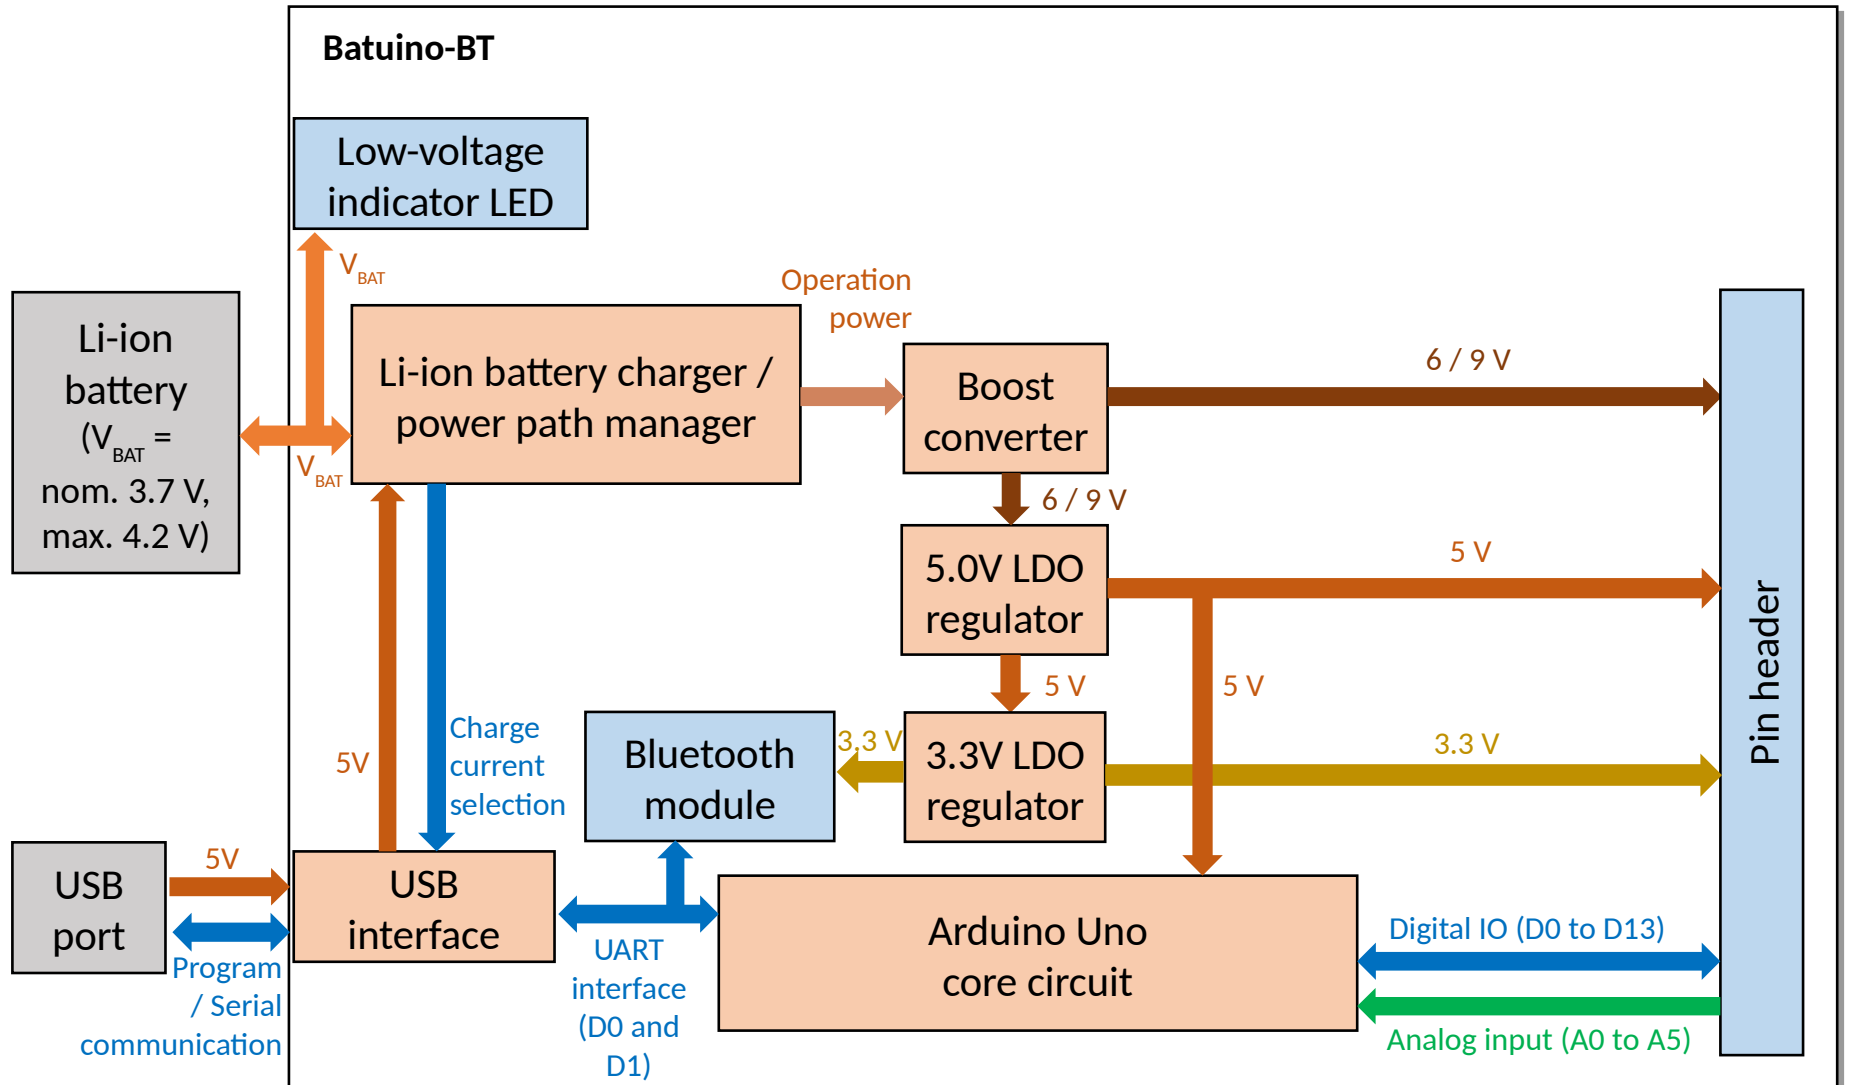 Batuino-BT
Low-voltage
indicator LED
VBAT
Operation
power
Li-ion
battery
(VBAT =
nom. 3.7 V,
max. 4.2 V)
VBAT
Li-ion battery charger /
power path manager
Boost
converter
6 / 9 V
6 / 9 V
5.0V LDO
regulator
5 V
5 V
5 V
Pin header
Charge
current
selection
5V
Bluetooth
module
3.3 V
3.3V LDO
regulator
3.3 V
USB
port
5V
Program
/ Serial
communication
USB
interface
UART
interface
(D0 and
D1)
Arduino Uno
core circuit
Digital IO (D0 to D13)
Analog input (A0 to A5)